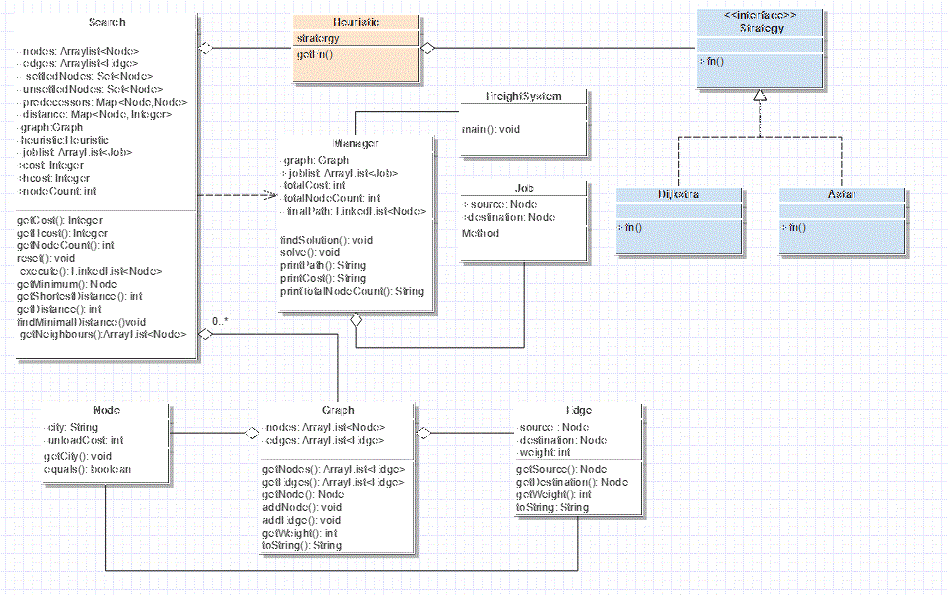 Search
- nodes: Arraylist<Node>
- edges: Arraylist<Edge>
- settledNodes: Set<Node>
- unsettledNodes: Set<Node>
- predecessors: Map<Node,Node>
- distance: Map<Node, Integer>
- graph:Graph
- heuristic:Heuristic
- joblist: ArrayList<Job>
+cost: Integer
+hcost: Integer
+nodeCount: int
getCost(): Integer
getHcost(): Integer
getNodeCount(): int
reset(): void
execute(): LinkedList<Node>
getMinimum(): Node
getShortestDistance(): int
getDistance(): int
findMinimalDistance()void
getNeighbours():ArrayList<Node>
Heuristic
stratergy
getFn()
<<interface>>
Strategy
+ fn()
FreightSystem
main(): void
Manager
- graph: Graph
+ joblist: ArrayList<Job>
- totalCost: int
- totalNodeCount: int
- finalPath: LinkedList<Node>
findSolution(): void
solve(): void
printPath(): String
printCost(): String
printTotalNodeCount(): String
Job
+ source: Node
+destination: Node
Method
Dijkstra
+ fn()
Astar
+ fn()
0..*
Node
- city: String
- unloadCost: int
getCity(): void
equals(): boolean
Graph
- nodes: ArrayList<Node>
- edges: ArrayList<Edge>
getNodes(): ArrayList<Edge>
getEdges(): ArrayList<Edge>
getNode(): Node
addNode(): void
addEdge(): void
getWeight(): int
toString(): String
Edge
- source : Node
- destination: Node
- weight: int
getSource(): Node
getDestination(): Node
getWeight(): int
toString: String